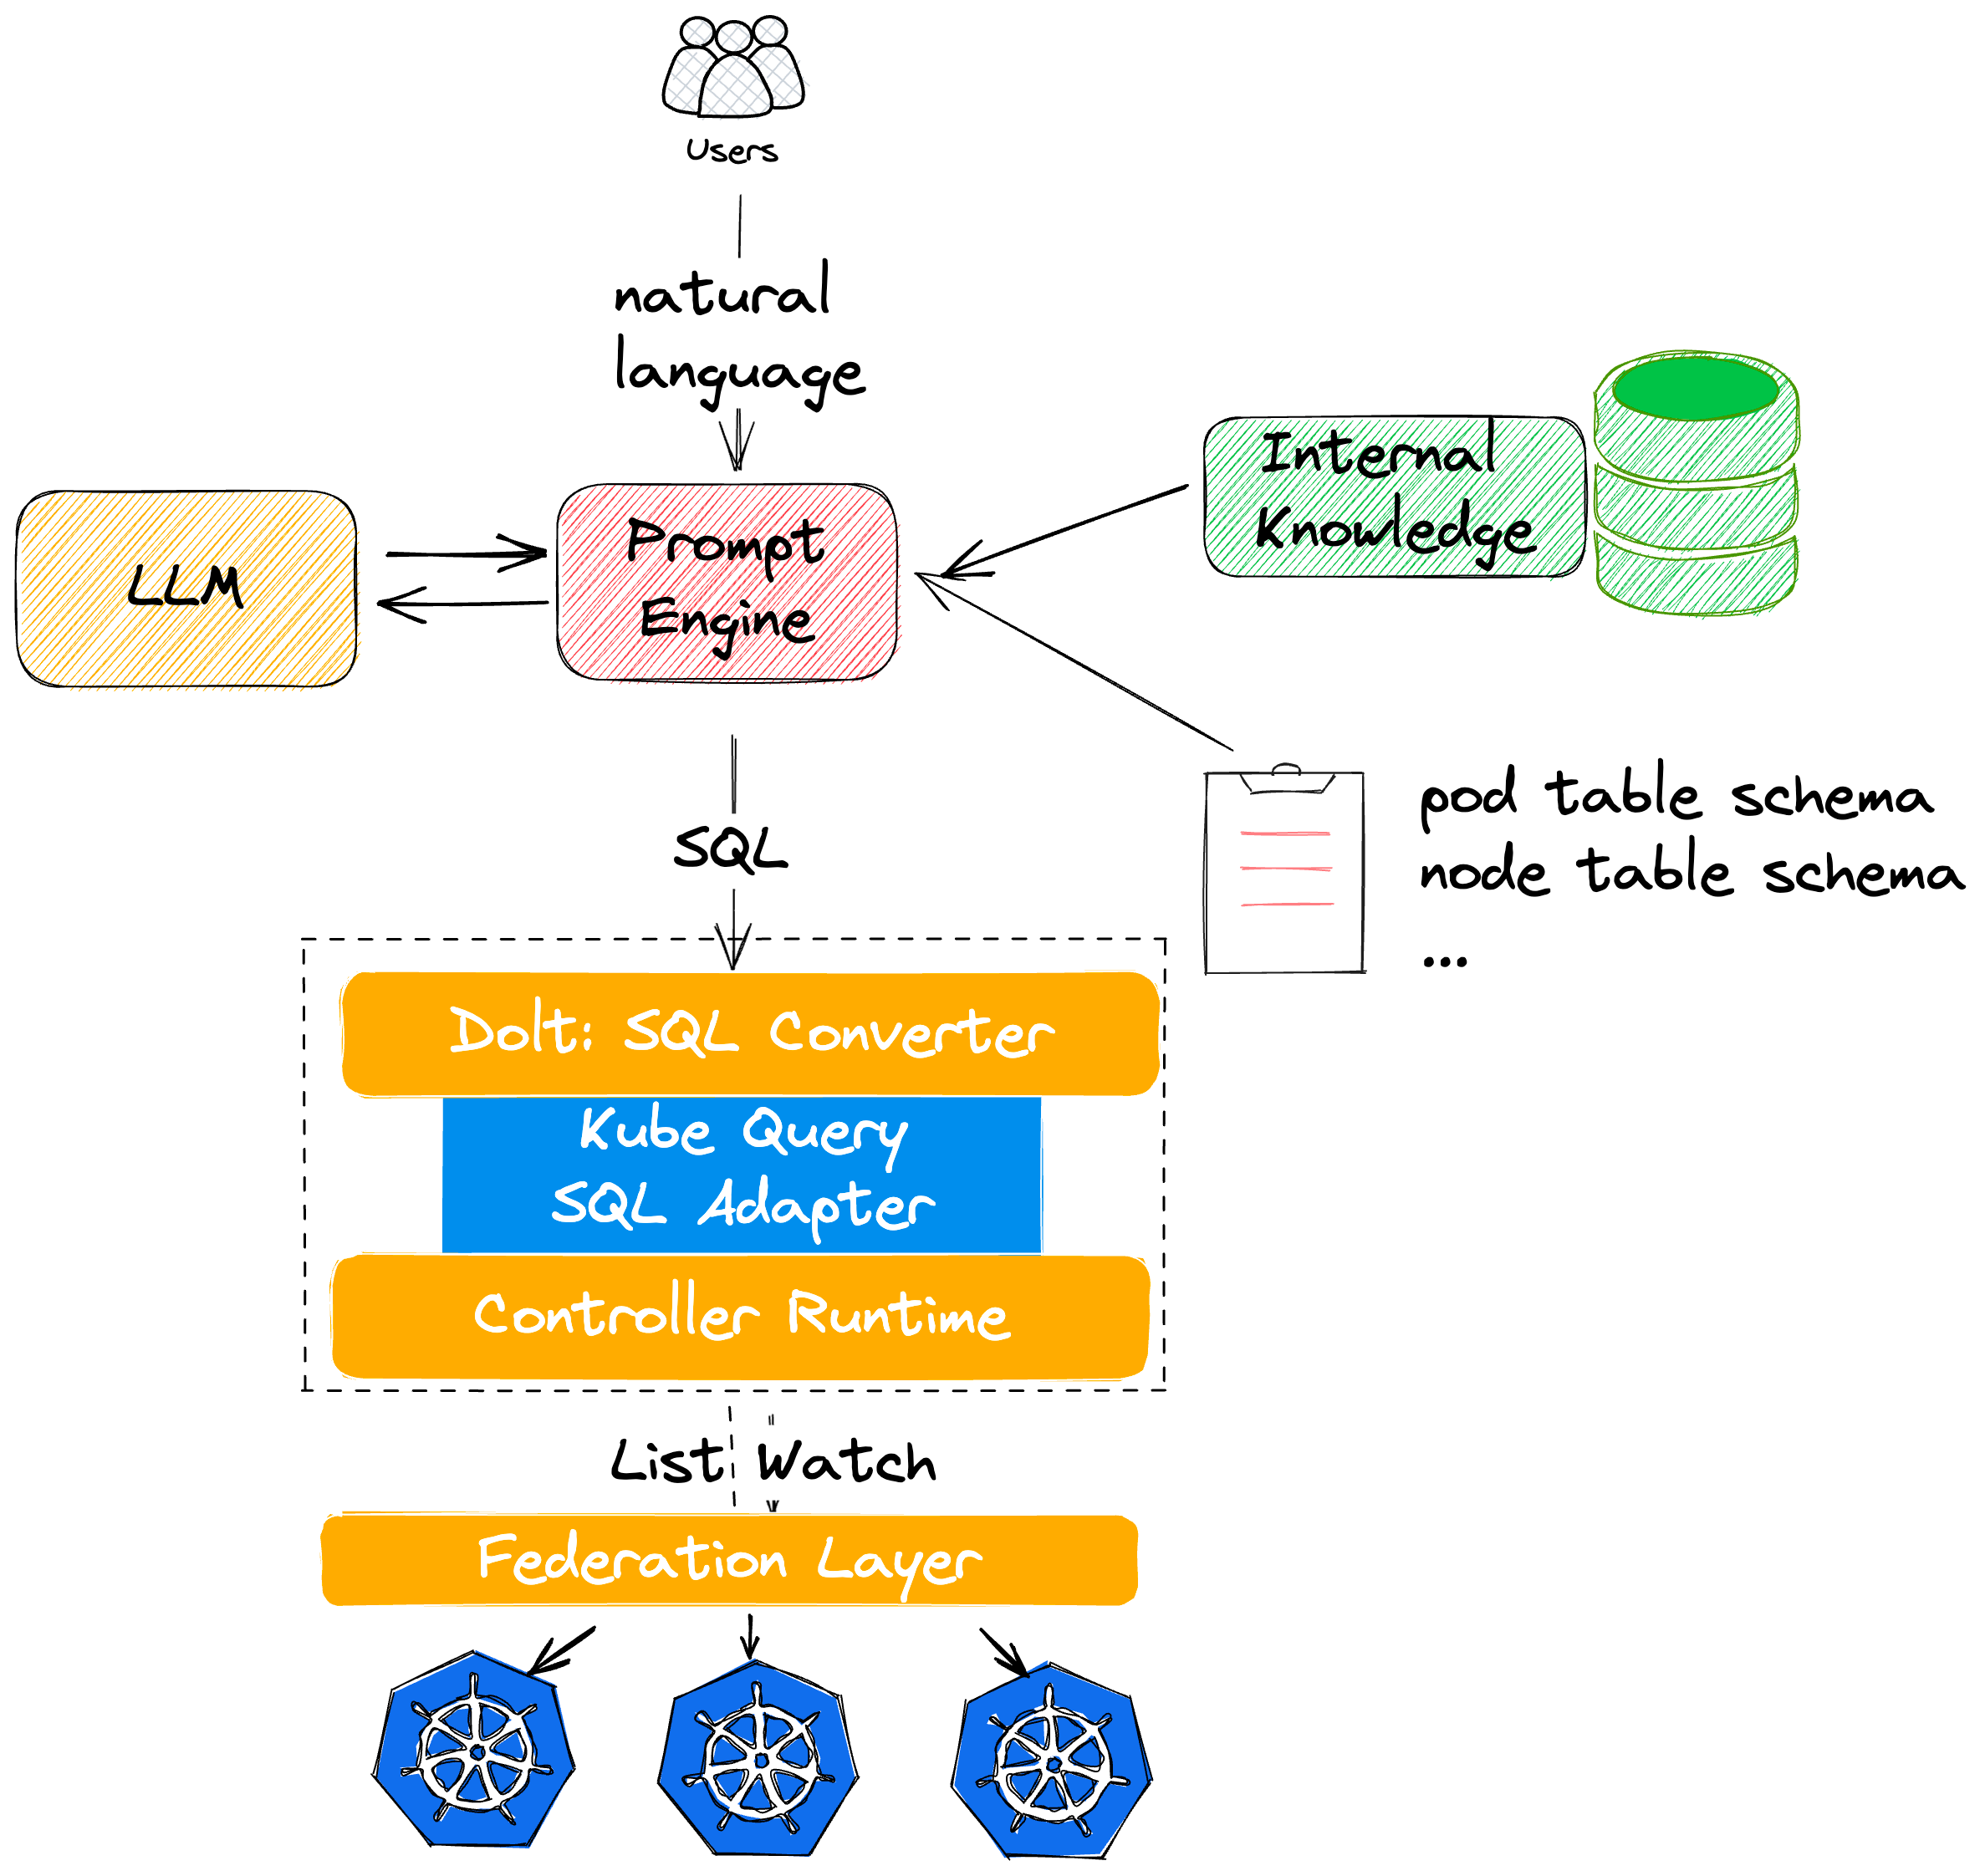 Users
natural
language
LLM
Prompt
Engine
Internal
Knowledge
pod table schema
node table schema
...
SQL
Dolt: SQL Converter
Kube Query
SQL Adapter
Controller Runtime
List Watch
Federation Layer